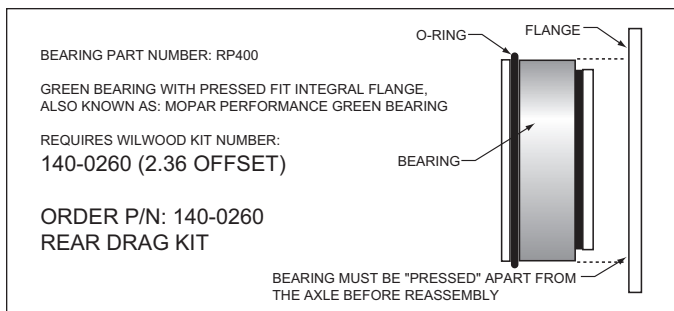 BEARING PART NUMBER: RP400
GREEN BEARING WITH PRESSED FIT INTEGRAL FLANGE,
ALSO KNOWN AS: MOPAR PERFORMANCE GREEN BEARING
REQUIRES WILWOOD KIT NUMBER:
140-0260 (2.36 OFFSET)
ORDER P/N: 140-0260
REAR DRAG KIT
O-RING
FLANGE
BEARING
BEARING MUST BE "PRESSED" APART FROM
THE AXLE BEFORE REASSEMBLY